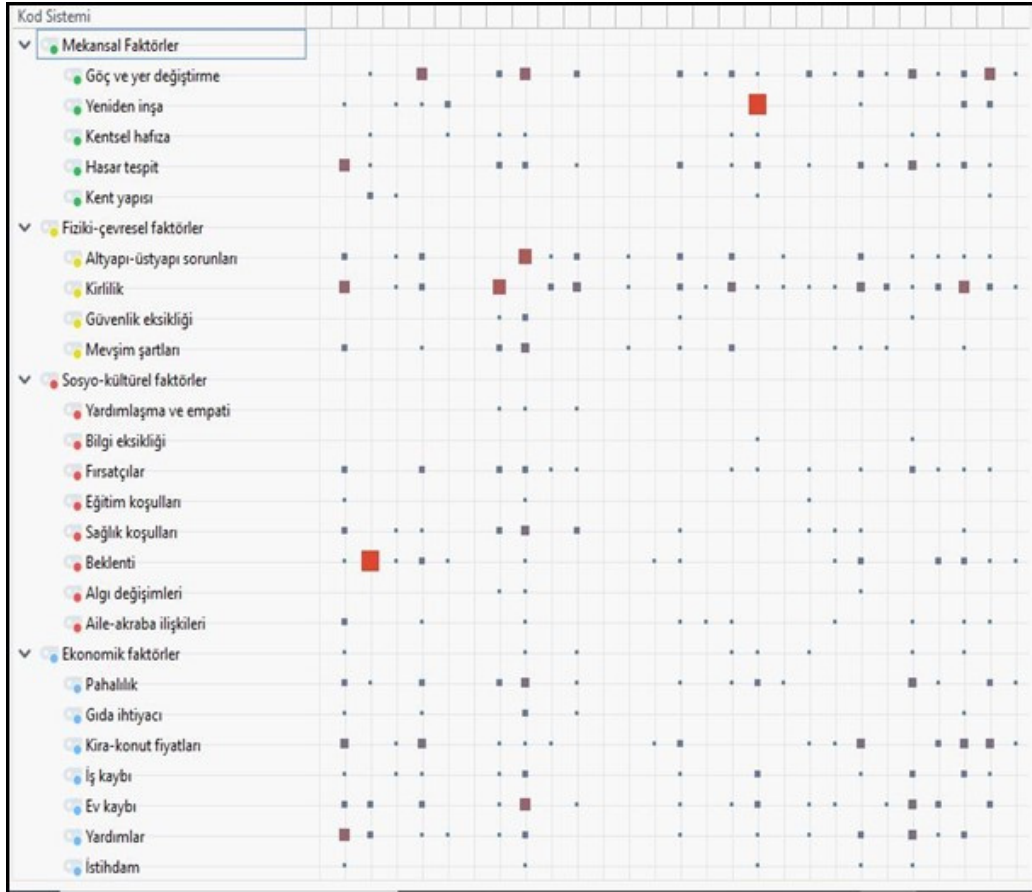 Kod Sistemi
Mekansal Faktörler
Göç ve yer değiştirme
Yeniden inşa
Kentsel hafıza
Hasar tespit
Kent yapısı
Fiziki-çevresel faktörler
Altyapı-üstyapı sorunları
Kirlilik
Güvenlik eksikliği
Mevşim şartları
Sosyo-kültürel faktörler
Yardımlaşma ve empati
Bilgi eksikliği
Fırsatçılar
Eğitim koşulları
Sağlık koşulları
Beklenti
Algı değişimleri
Aile-akraba ilişkileri
Ekonomik faktörler
Pahalılık
Gıda ihtiyacı
Kira-konut fiyatları
İş kaybı
Ev kaybı
Yardımlar
İstihdam